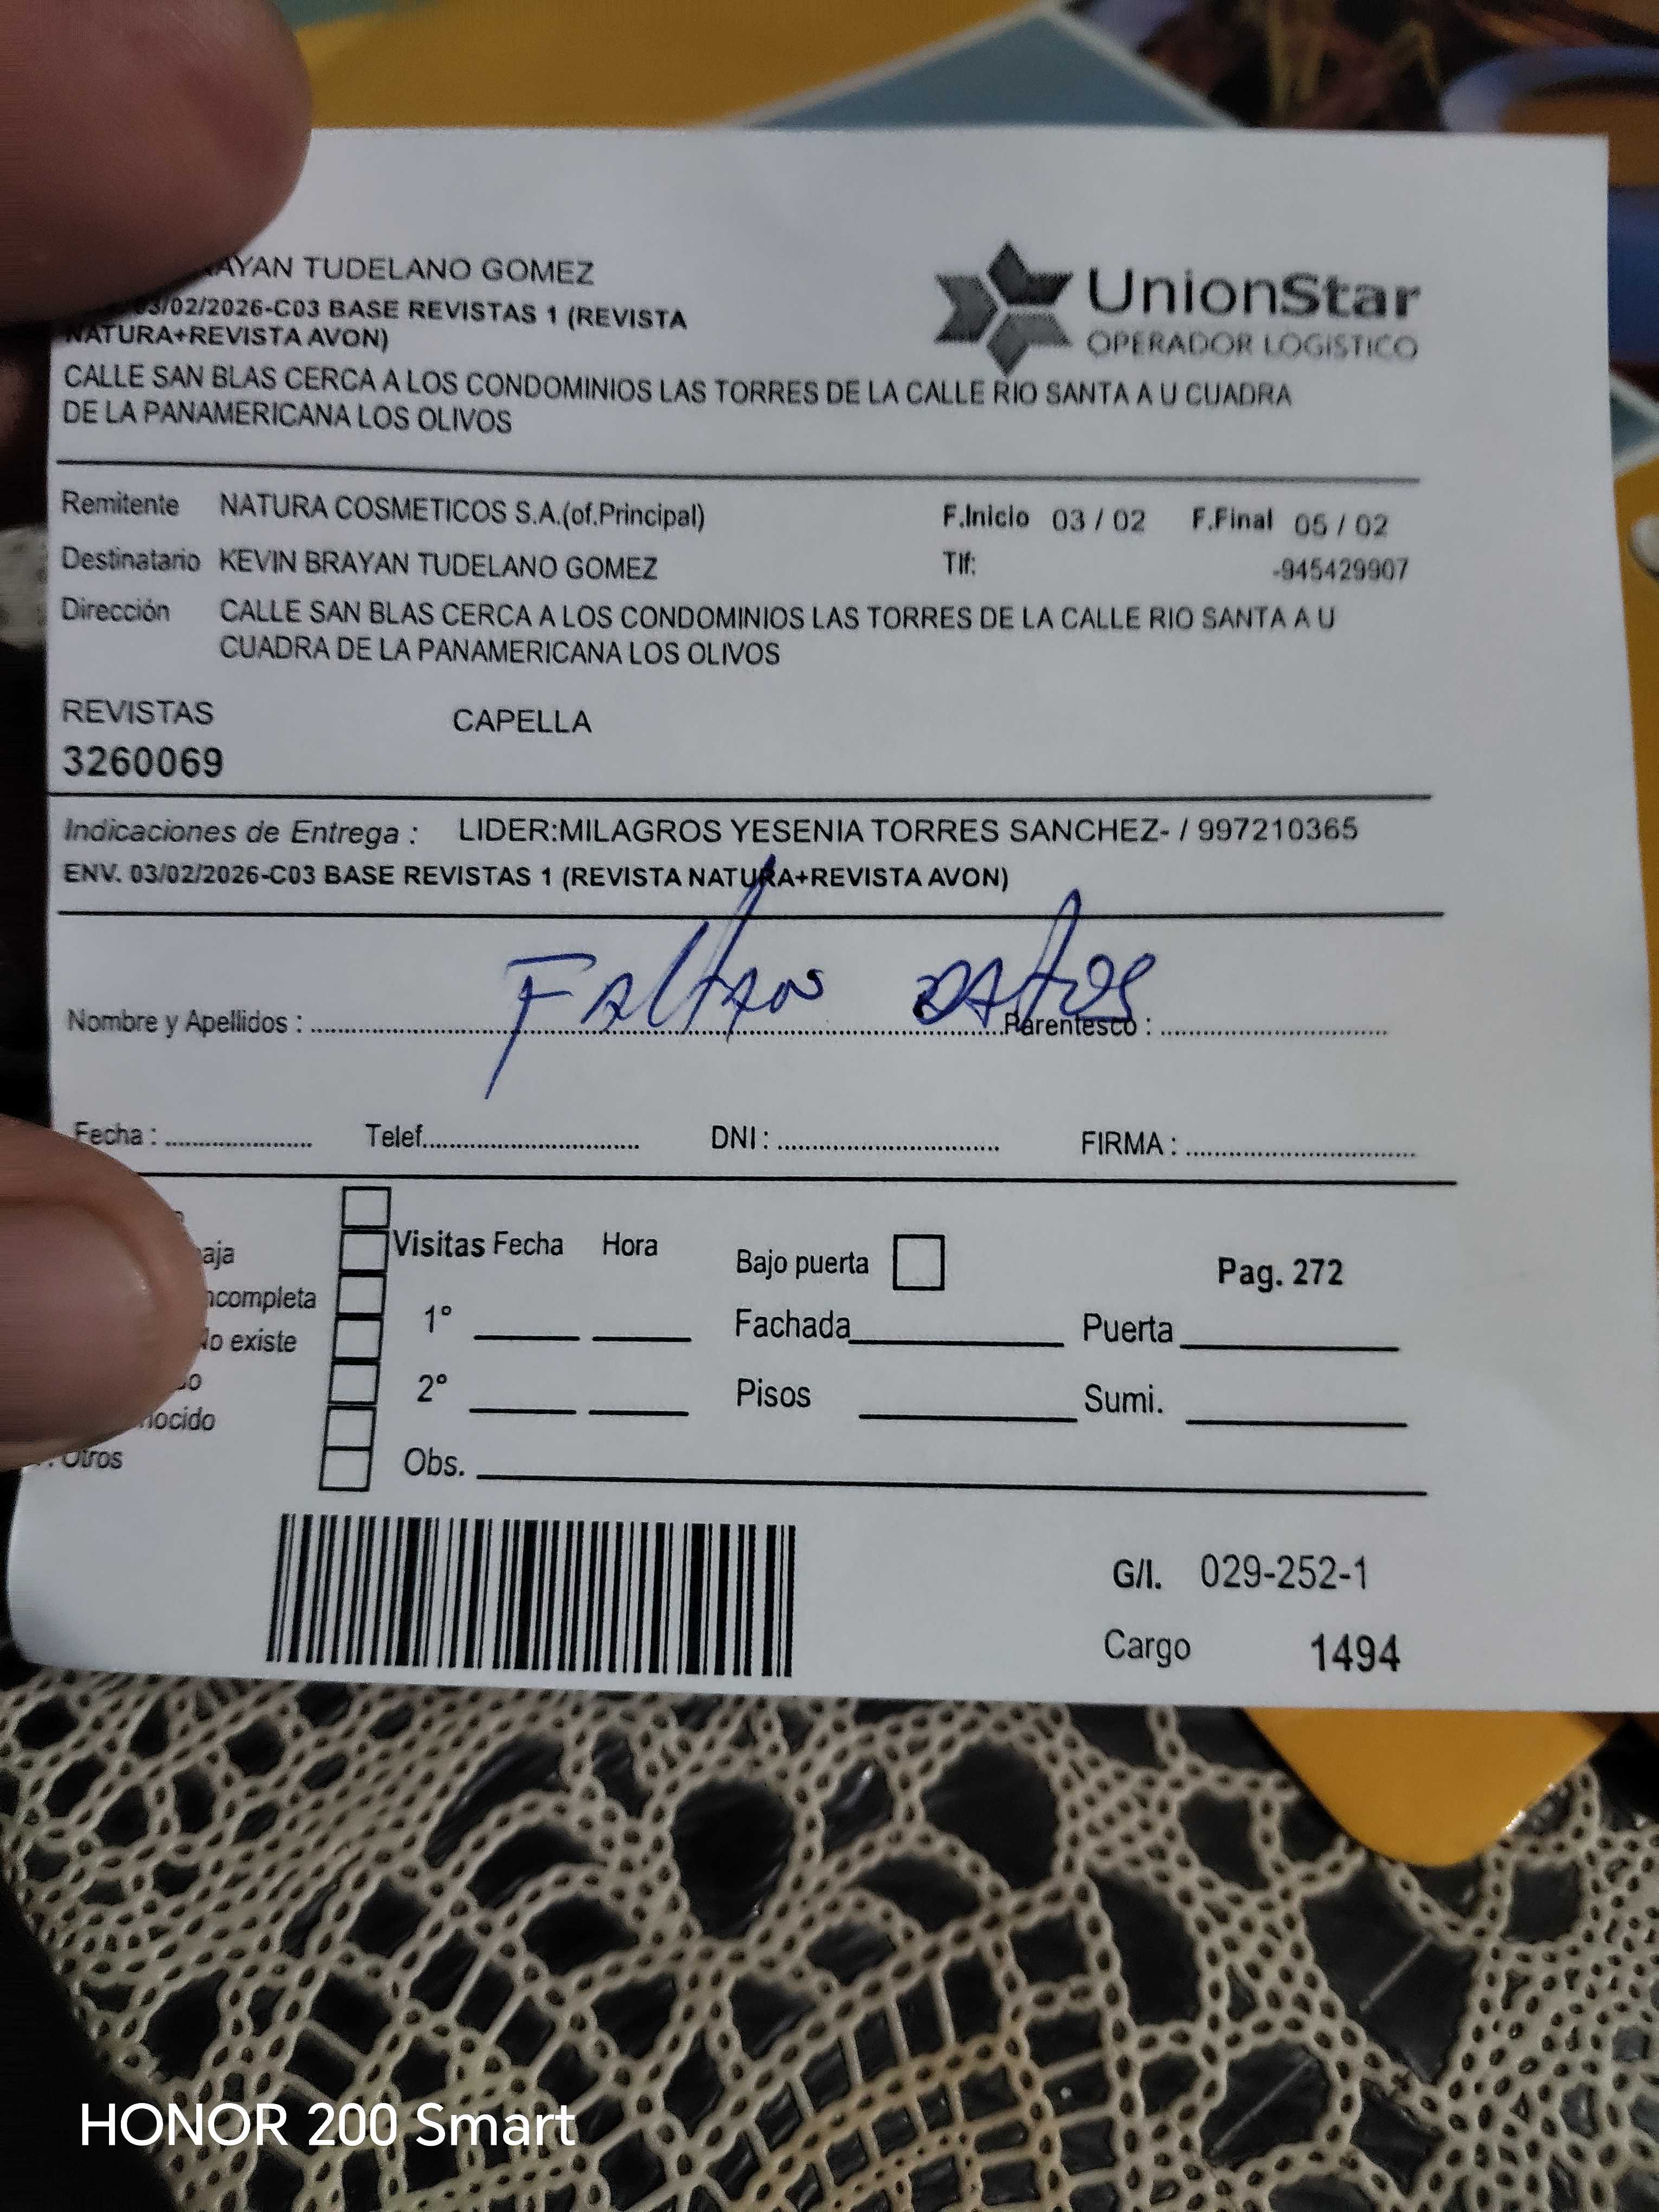 AYAN TUDELANO GOMEZ
03/02/2026-C03 BASE REVISTAS 1 (REVISTA
NATURA+REVISTA AVON)
UnionStar
OPERADOR LOGISTICO
CALLE SAN BLAS CERCA A LOS CONDOMINIOS LAS TORRES DE LA CALLE RIO SANTA A U CUADRA
DE LA PANAMERICANA LOS OLIVOS
Remitente NATURA COSMETICOS S.A.(of.Principal) F.Inicio 03 / 02 F.Final 05 / 02
Destinatario KEVIN BRAYAN TUDELANO GOMEZ Tlf: -945429907
Dirección CALLE SAN BLAS CERCA A LOS CONDOMINIOS LAS TORRES DE LA CALLE RIO SANTA A U
CUADRA DE LA PANAMERICANA LOS OLIVOS
REVISTAS CAPELLA
3260069
Indicaciones de Entrega : LIDER:MILAGROS YESENIA TORRES SANCHEZ- / 997210365
ENV. 03/02/2026-C03 BASE REVISTAS 1 (REVISTA NATURA+REVISTA AVON)
Faltan datos
Nombre y Apellidos : Parentesco :
Fecha : Telef. DNI : FIRMA :
aja
ncompleta
No existe
nocido
Otros
Visitas Fecha Hora
1°
2°
Obs.
Bajo puerta Pag. 272
Fachada Puerta
Pisos Sumi.
G/I. 029-252-1
Cargo 1494
HONOR 200 Smart